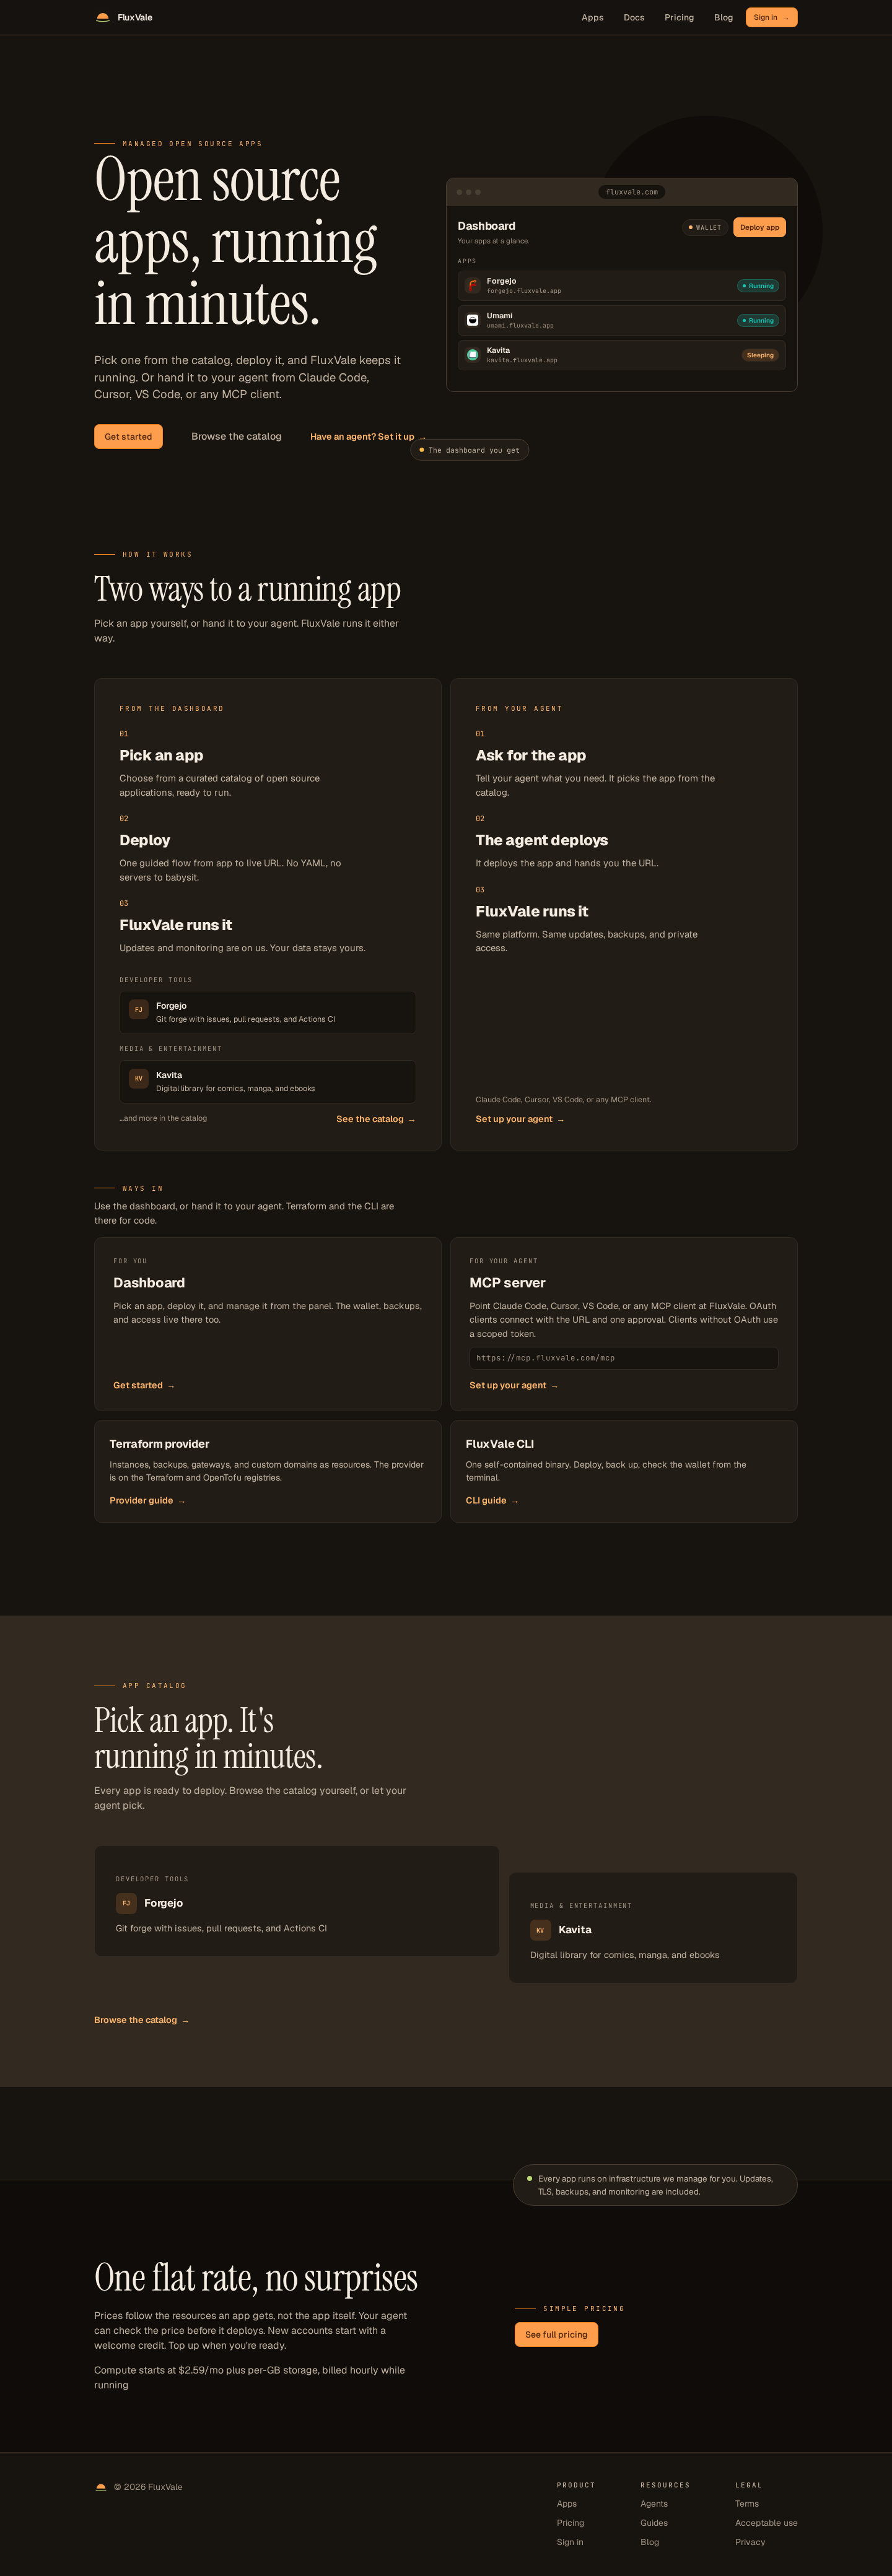 FluxVale
Apps
Docs
Pricing
Blog
Sign in →
MANAGED OPEN SOURCE APPS
Open source
apps, running
in minutes.
Pick one from the catalog, deploy it, and FluxVale keeps it
running. Or hand it to your agent from Claude Code,
Cursor, VS Code, or any MCP client.
Get started
Browse the catalog
Have an agent? Set it up →
fluxvale.com
Dashboard
Your apps at a glance.
WALLET
Deploy app
APPS
Forgejo
forgejo.fluxvale.app
Running
Umami
umami.fluxvale.app
Running
Kavita
kavita.fluxvale.app
Sleeping
The dashboard you get
HOW IT WORKS
Two ways to a running app
Pick an app yourself, or hand it to your agent. FluxVale runs it either
way.
FROM THE DASHBOARD
01
Pick an app
Choose from a curated catalog of open source
applications, ready to run.
02
Deploy
One guided flow from app to live URL. No YAML, no
servers to babysit.
03
FluxVale runs it
Updates and monitoring are on us. Your data stays yours.
DEVELOPER TOOLS
FJ
Forgejo
Git forge with issues, pull requests, and Actions CI
MEDIA & ENTERTAINMENT
KV
Kavita
Digital library for comics, manga, and ebooks
…and more in the catalog
See the catalog →
FROM YOUR AGENT
01
Ask for the app
Tell your agent what you need. It picks the app from the
catalog.
02
The agent deploys
It deploys the app and hands you the URL.
03
FluxVale runs it
Same platform. Same updates, backups, and private
access.
Claude Code, Cursor, VS Code, or any MCP client.
Set up your agent →
WAYS IN
Use the dashboard, or hand it to your agent. Terraform and the CLI are
there for code.
FOR YOU
Dashboard
Pick an app, deploy it, and manage it from the panel. The wallet, backups,
and access live there too.
Get started →
FOR YOUR AGENT
MCP server
Point Claude Code, Cursor, VS Code, or any MCP client at FluxVale. OAuth
clients connect with the URL and one approval. Clients without OAuth use
a scoped token.
https://mcp.fluxvale.com/mcp
Set up your agent →
Terraform provider
Instances, backups, gateways, and custom domains as resources. The provider
is on the Terraform and OpenTofu registries.
Provider guide →
FluxVale CLI
One self-contained binary. Deploy, back up, check the wallet from the
terminal.
CLI guide →
APP CATALOG
Pick an app. It's
running in minutes.
Every app is ready to deploy. Browse the catalog yourself, or let your
agent pick.
DEVELOPER TOOLS
FJ
Forgejo
Git forge with issues, pull requests, and Actions CI
MEDIA & ENTERTAINMENT
KV
Kavita
Digital library for comics, manga, and ebooks
Browse the catalog →
Every app runs on infrastructure we manage for you. Updates,
TLS, backups, and monitoring are included.
One flat rate, no surprises
Prices follow the resources an app gets, not the app itself. Your agent
can check the price before it deploys. New accounts start with a
welcome credit. Top up when you're ready.
Compute starts at $2.59/mo plus per-GB storage, billed hourly while
running
SIMPLE PRICING
See full pricing
© 2026 FluxVale
PRODUCT
Apps
Pricing
Sign in
RESOURCES
Agents
Guides
Blog
LEGAL
Terms
Acceptable use
Privacy